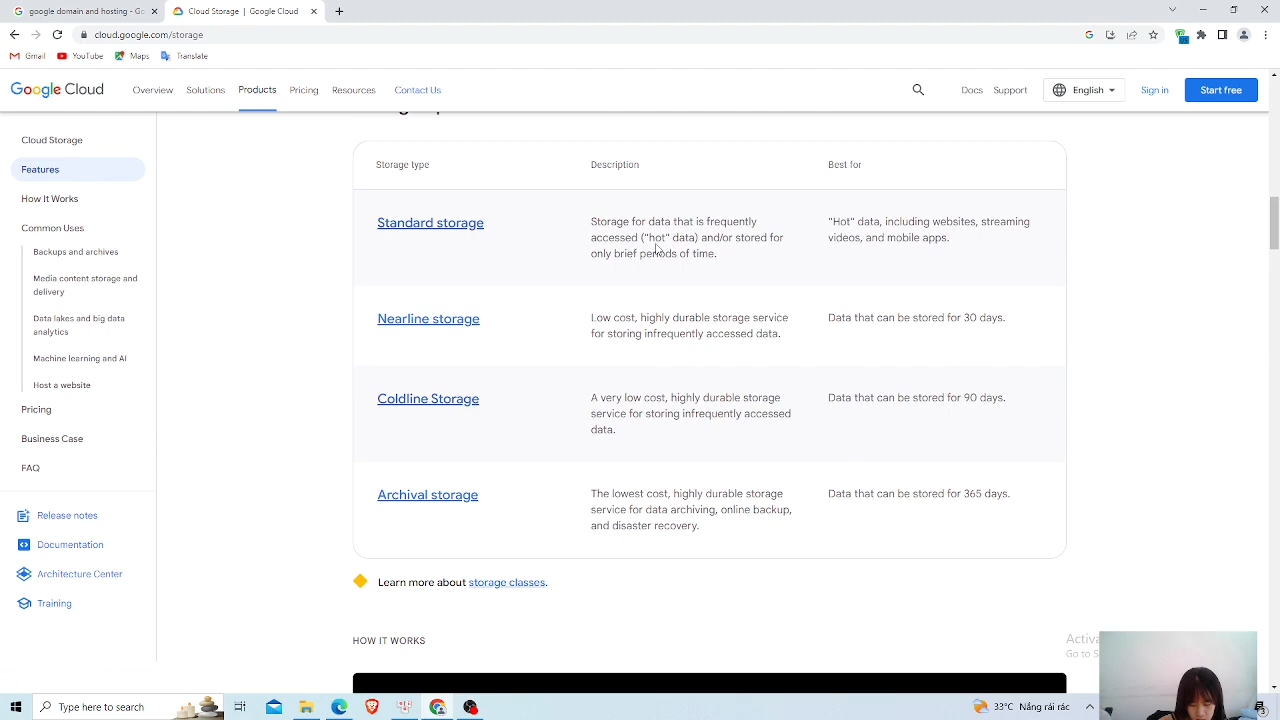 google domain and hosting - Go
Cloud Storage | Google Cloud
cloud.google.com/storage
Gmail
YouTube
Maps
Translate
Google Cloud
Overview
Solutions
Products
Pricing
Resources
Contact Us
Docs
Support
English
Sign in
Start free
Cloud Storage
Features
How It Works
Common Uses
Backups and archives
Media content storage and
delivery
Data lakes and big data
analytics
Machine learning and AI
Host a website
Pricing
Business Case
FAQ
Release notes
Documentation
Architecture Center
Training
Storage type
Description
Best for
Standard storage
Storage for data that is frequently
accessed ("hot" data) and/or stored for
only brief periods of time.
"Hot" data, including websites, streaming
videos, and mobile apps.
Nearline storage
Low cost, highly durable storage service
for storing infrequently accessed data.
Data that can be stored for 30 days.
Coldline Storage
A very low cost, highly durable storage
service for storing infrequently accessed
data.
Data that can be stored for 90 days.
Archival storage
The lowest cost, highly durable storage
service for data archiving, online backup,
and disaster recovery.
Data that can be stored for 365 days.
Learn more about storage classes.
HOW IT WORKS
Activa
Go to S
Type here to search
33°C Nắng rải rác